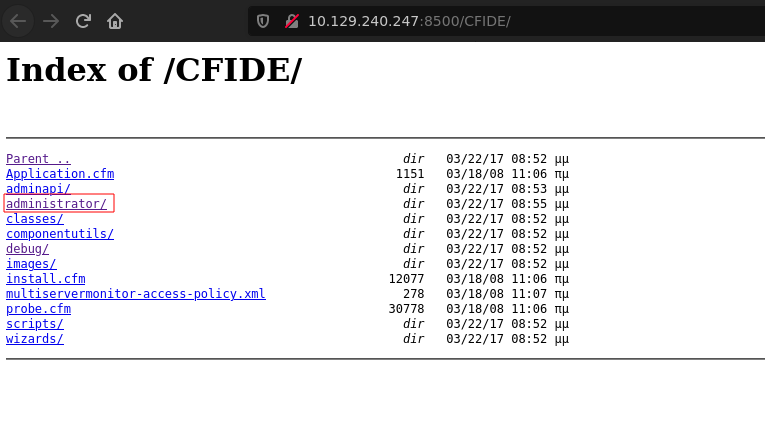 10.129.240.247:8500/CFIDE/
Index of /CFIDE/
Parent .. dir 03/22/17 08:52 μμ
Application.cfm 1151 03/18/08 11:06 πμ
adminapi/ dir 03/22/17 08:53 μμ
administrator/ dir 03/22/17 08:55 μμ
classes/ dir 03/22/17 08:52 μμ
componentutils/ dir 03/22/17 08:52 μμ
debug/ dir 03/22/17 08:52 μμ
images/ dir 03/22/17 08:52 μμ
install.cfm 12077 03/18/08 11:06 πμ
multiservermonitor-access-policy.xml 278 03/18/08 11:07 πμ
probe.cfm 30778 03/18/08 11:06 πμ
scripts/ dir 03/22/17 08:52 μμ
wizards/ dir 03/22/17 08:52 μμ